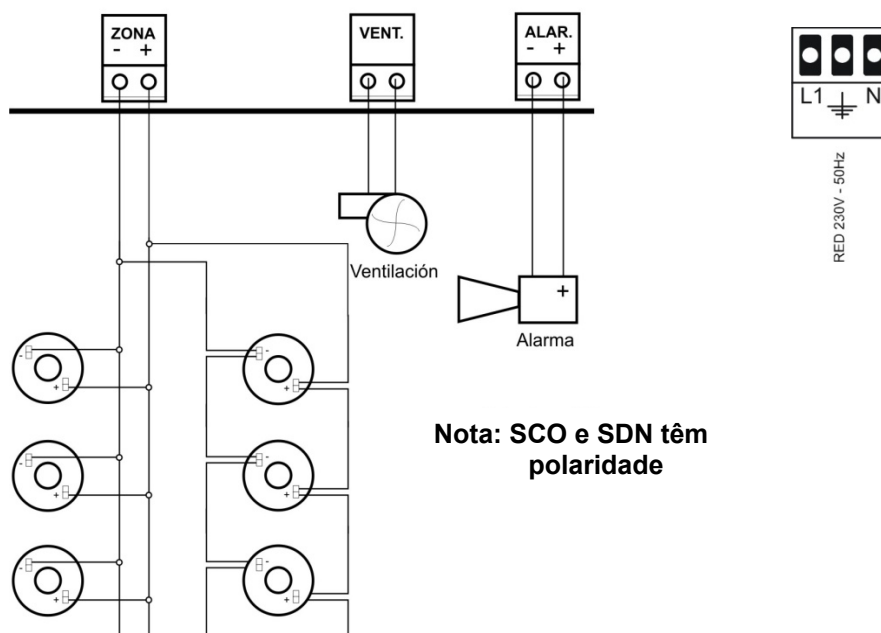 ZONA
- +
VENT.
ALAR.
- +
L1 N
RED 230V - 50Hz
Ventilación
+
Alarma
- +
- +
- +
- +
- +
- +
Nota: SCO e SDN têm
polaridade